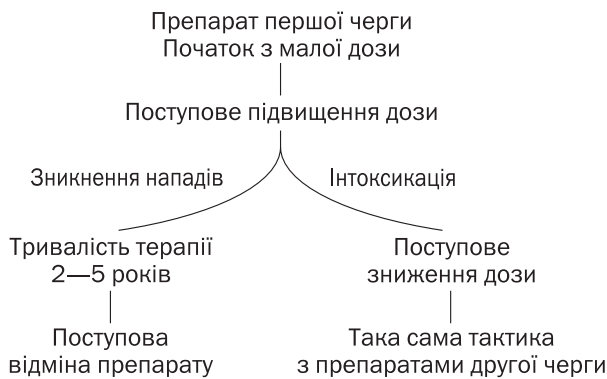 Препарат першої черги
Початок з малої дози
Поступове підвищення дози
Зникнення нападів
Інтоксикація
Тривалість терапії
2—5 років
Поступове
зниження дози
Поступова
відміна препарату
Така сама тактика
з препаратами другої черги